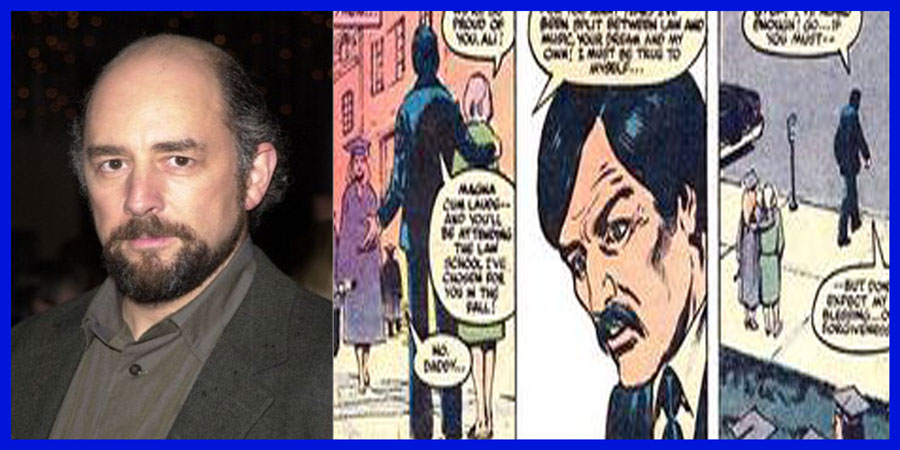 PROUD OF
YOU, ALI!
MAGNA
CUM LAUDE--
AND YOU'LL
BE ATTENDING
THE LAW
SCHOOL I'VE
CHOSEN FOR
YOU IN THE
FALL!
NO,
DADDY...
BEEN SPLIT BETWEEN LAW AND
MUSIC, YOUR DREAM AND MY
OWN! I MUST BE TRUE TO
MYSELF...
ENOUGH! GO...IF
YOU MUST--
--BUT DON'
EXPECT MY
BLESSING...O
FORGIVENESS